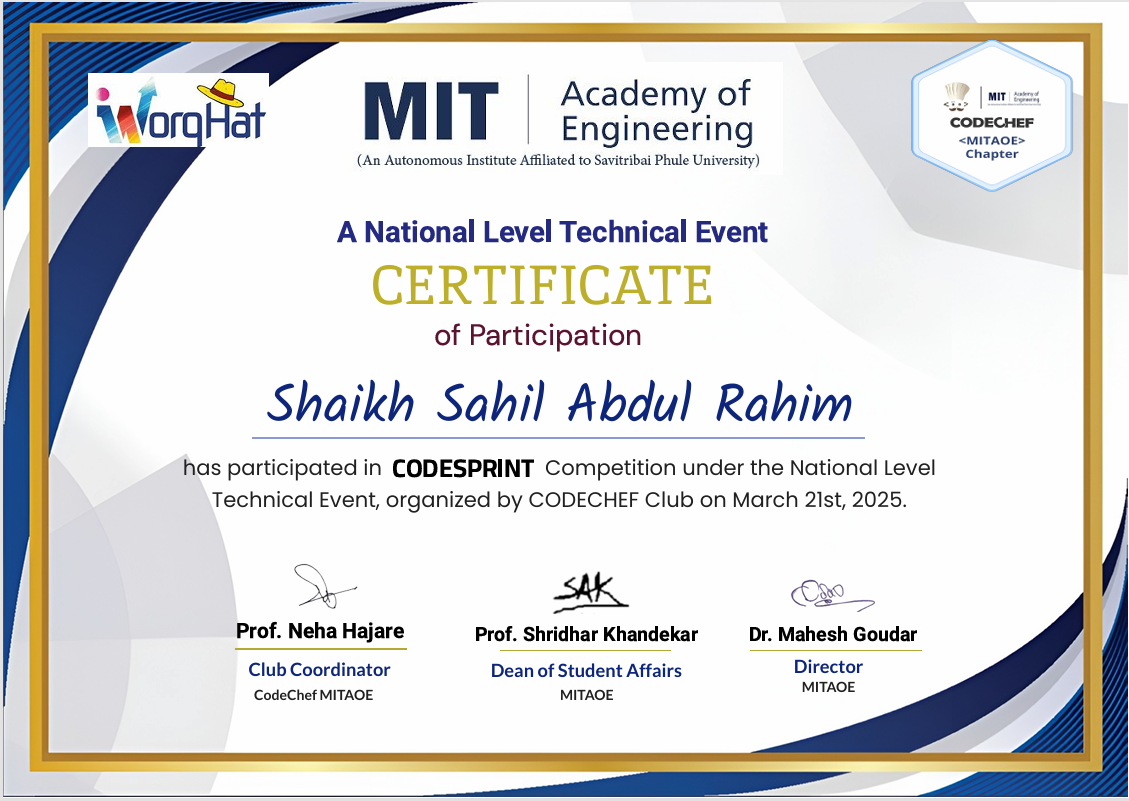 iWorqHat
MIT
Academy of
Engineering
(An Autonomous Institute Affiliated to Savitribai Phule University)
MIT
Academy of
Engineering
CODECHEF
<MITAOE>
Chapter
A National Level Technical Event
CERTIFICATE
of Participation
Shaikh Sahil Abdul Rahim
has participated in CODESPRINT Competition under the National Level
Technical Event, organized by CODECHEF Club on March 21st, 2025.
SAK
Prof. Neha Hajare
Club Coordinator
CodeChef MITAOE
Prof. Shridhar Khandekar
Dean of Student Affairs
MITAOE
Dr. Mahesh Goudar
Director
MITAOE